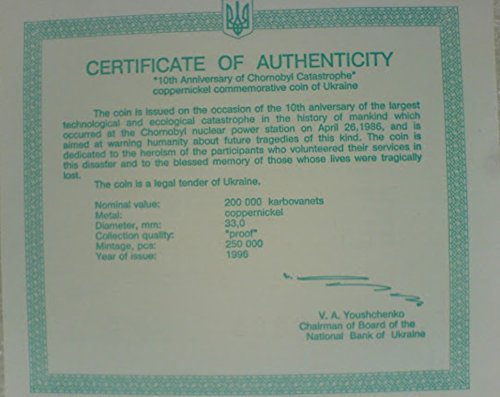 CERTIFICATE OF AUTHENTICITY
"10th Anniversary of Chornobyl Catastrophe"
coppernickel commemorative coin of Ukraine
The coin is issued on the occasion of the 10th aniversary of the largest
technological and ecological catastrophe in the history of mankind which
occurred at the Chornobyl nuclear power station on April 26,1986, and is
aimed at warning humanity about future tragedies of this kind. The coin is
dedicated to the heroism of the participants who volunteered their services in
this disaster and to the blessed memory of those whose lives were tragically
lost.
The coin is a legal tender of Ukraine.
Nominal value: 200 000 karbovanets
Metal: coppernickel
Diameter, mm: 33,0
Collection quality: "proof"
Mintage, pcs: 250 000
Year of issue: 1996
V. A. Youshchenko
Chairman of Board of the
National Bank of Ukraine